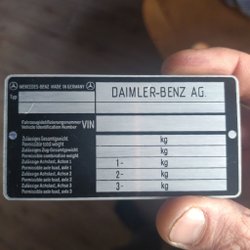 MERCEDES-BENZ MADE IN GERMANY
Typ
DAIMLER-BENZ AG.
Fahrzeugidentifizierungsnummer
Vehicle Identification Number VIN
Zulässiges Gesamtgewicht
Permissible total weight kg
Zulässiges Zug-Gesamtgewicht
Permissible combination weight kg
Zulässige Achslast, Achse 1
Permissible axle load, axle 1 1- kg
Zulässige Achslast, Achse 2
Permissible axle load, axle 2 2- kg
Zulässige Achslast, Achse 3
Permissible axle load, axle 3 3- kg